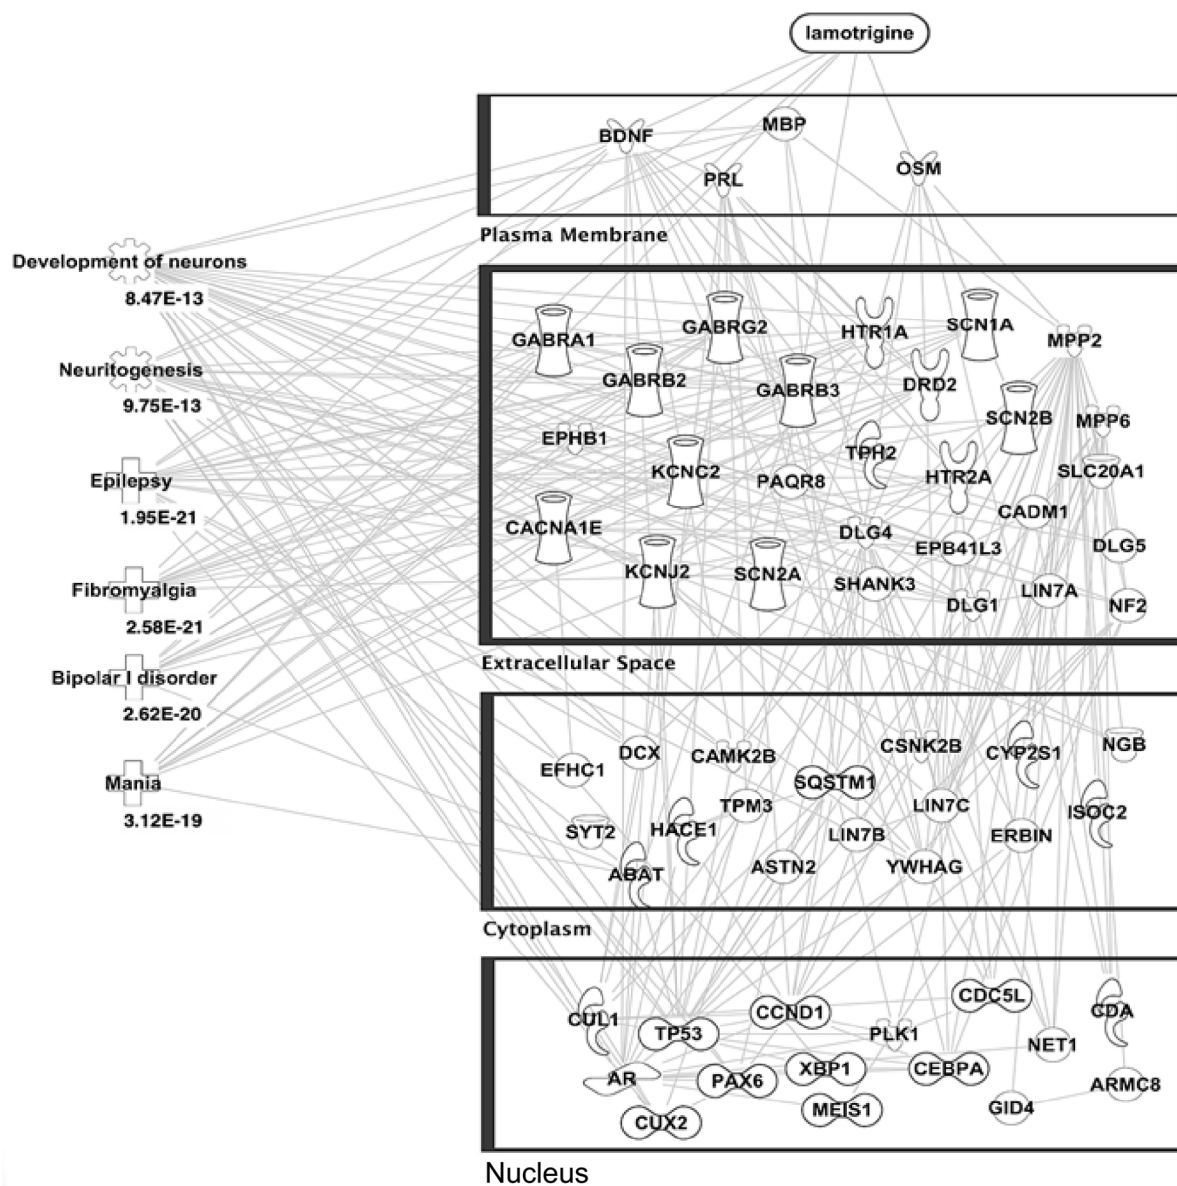 lamotrigine
BDNF
MBP
PRL
OSM
Plasma Membrane
Development of neurons
8.47E-13
Neuritogenesis
9.75E-13
Epilepsy
1.95E-21
Fibromyalgia
2.58E-21
Bipolar I disorder
2.62E-20
Mania
3.12E-19
GABRA1
GABRG2
HTR1A
SCN1A
MPP2
GABRB2
GABRB3
DRD2
SCN2B
MPP6
EPHB1
KCNC2
PAQR8
TPH2
HTR2A
SLC20A1
CACNA1E
CADM1
DLG4
EPB41L3
DLG5
KCNJ2
SCN2A
SHANK3
DLG1
LIN7A
NF2
Extracellular Space
EFHC1
DCX
CAMK2B
CSNK2B
CYP2S1
NGB
SQSTM1
SYT2
HACE1
TPM3
LIN7B
LIN7C
ERBIN
ISOC2
ABAT
ASTN2
YWHAG
Cytoplasm
CUL1
TP53
CCND1
PLK1
CDC5L
NET1
CDA
AR
PAX6
XBP1
CEBPA
ARMC8
CUX2
MEIS1
GID4
Nucleus